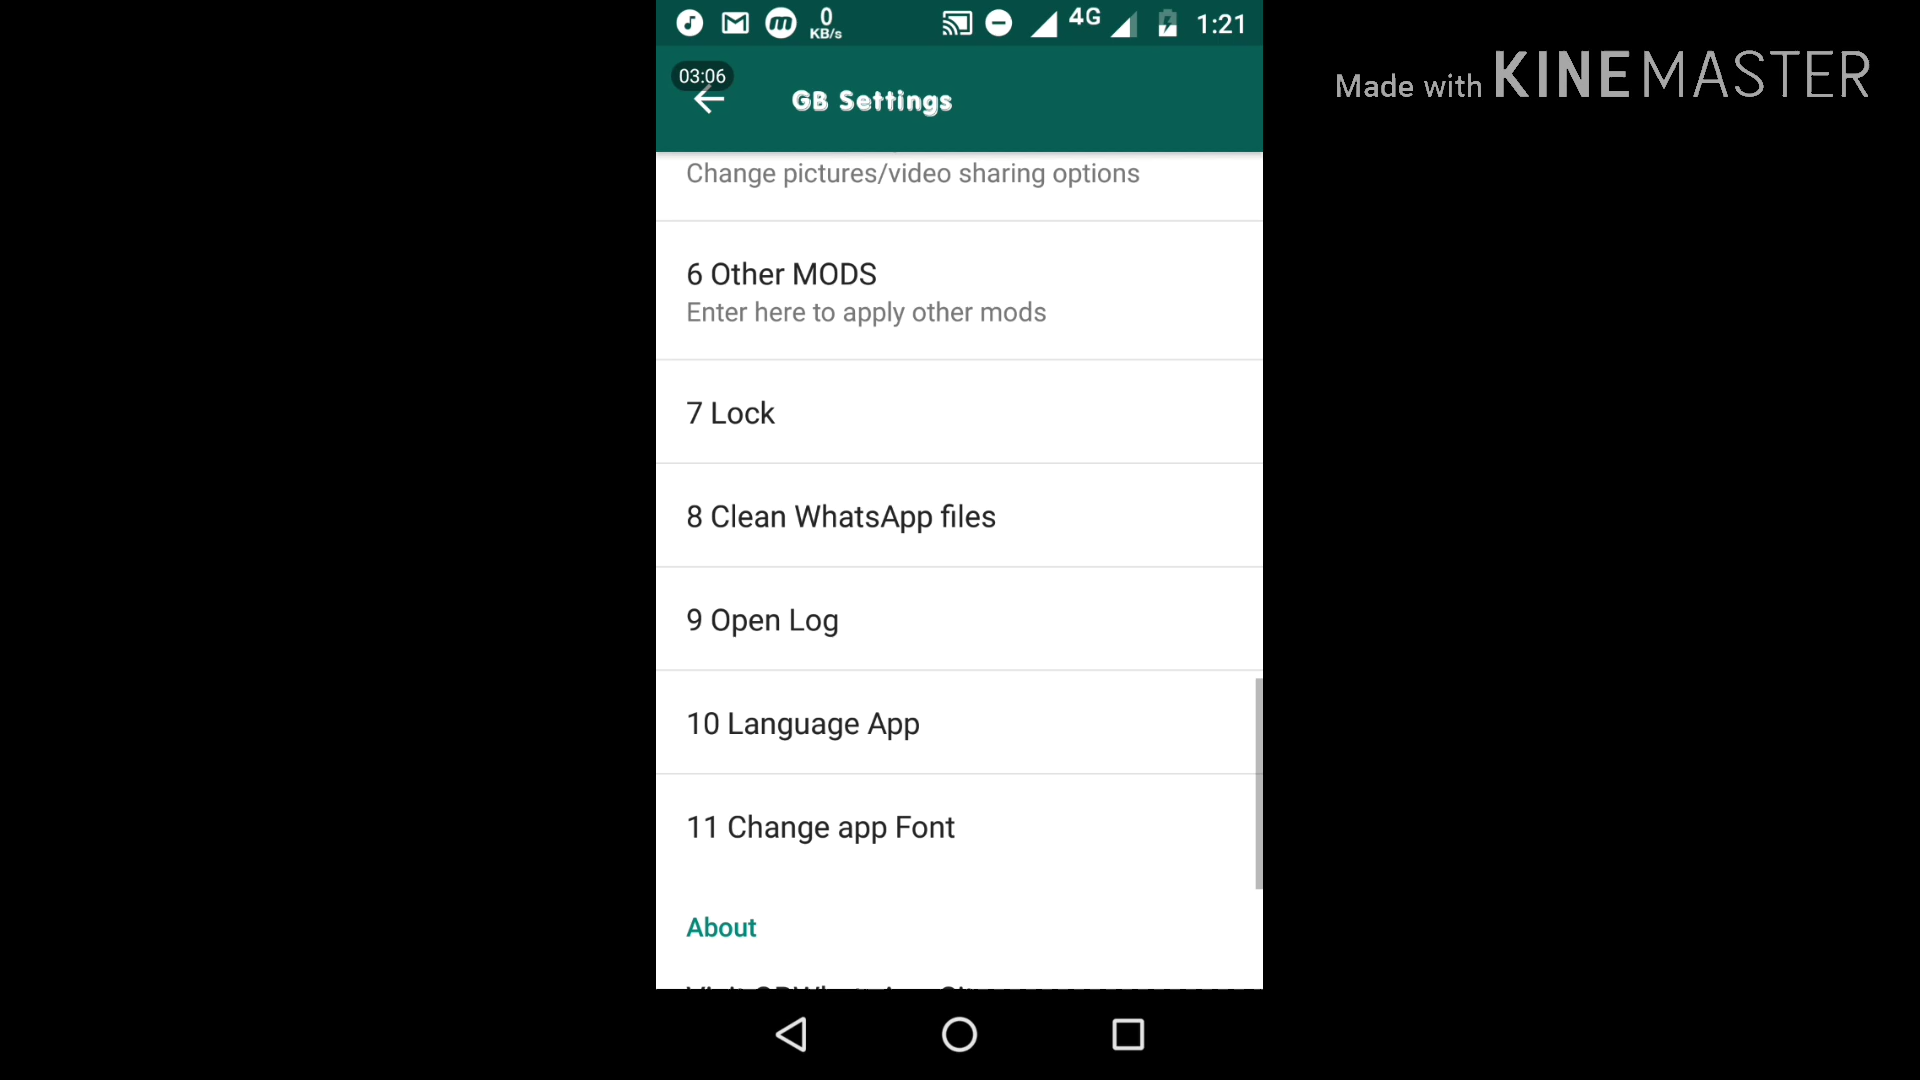 0
KB/s
4G
1:21
Made with KINEMASTER
03:06
GB Settings
Change pictures/video sharing options
6 Other MODS
Enter here to apply other mods
7 Lock
8 Clean WhatsApp files
9 Open Log
10 Language App
11 Change app Font
About